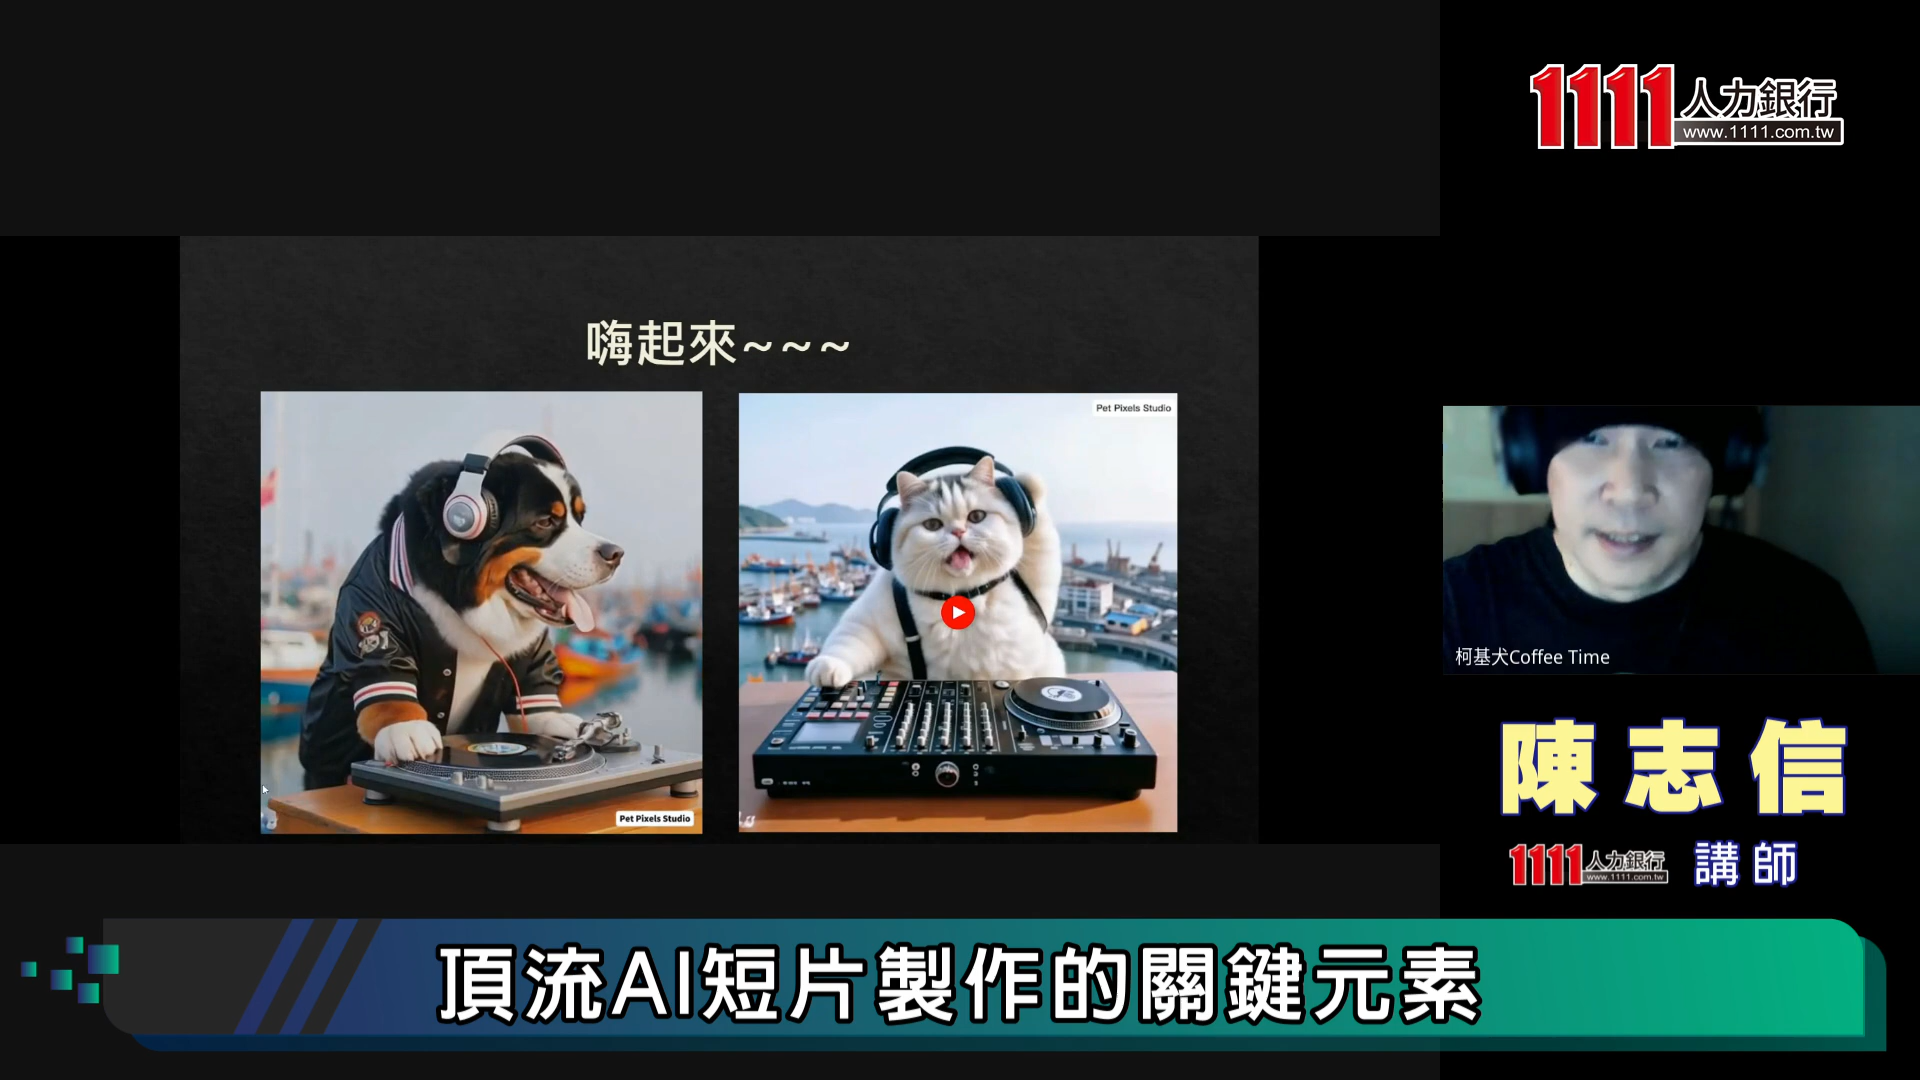 1111人力銀行
www.1111.com.tw
嗨起來~~~
Pet Pixels Studio
Pet Pixels Studio
柯基犬Coffee Time
陳志信
1111人力銀行
www.1111.com.tw
講師
頂流AI短片製作的關鍵元素